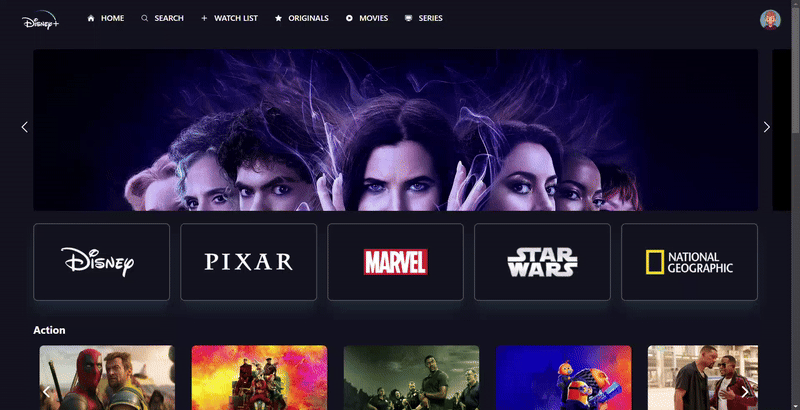 Disney+
HOME
SEARCH
WATCH LIST
ORIGINALS
MOVIES
SERIES
Disney
PIXAR
MARVEL
STAR
WARS
NATIONAL
GEOGRAPHIC
Action